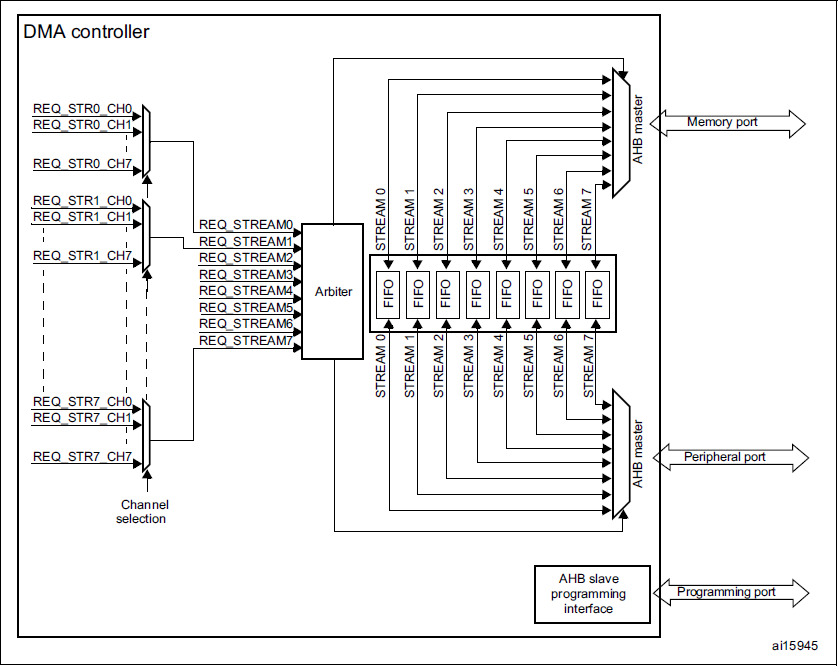 DMA controller
REQ_STR0_CH0
REQ_STR0_CH1
REQ_STR0_CH7
REQ_STR1_CH0
REQ_STR1_CH1
REQ_STR1_CH7
REQ_STR7_CH0
REQ_STR7_CH1
REQ_STR7_CH7
Channel
selection
REQ_STREAM0
REQ_STREAM1
REQ_STREAM2
REQ_STREAM3
REQ_STREAM4
REQ_STREAM5
REQ_STREAM6
REQ_STREAM7
Arbiter
STREAM 0
STREAM 1
STREAM 2
STREAM 3
STREAM 4
STREAM 5
STREAM 6
STREAM 7
FIFO
FIFO
FIFO
FIFO
FIFO
FIFO
FIFO
FIFO
STREAM 0
STREAM 1
STREAM 2
STREAM 3
STREAM 4
STREAM 5
STREAM 6
STREAM 7
AHB master
Memory port
AHB master
Peripheral port
AHB slave
programming
interface
Programming port
ai15945